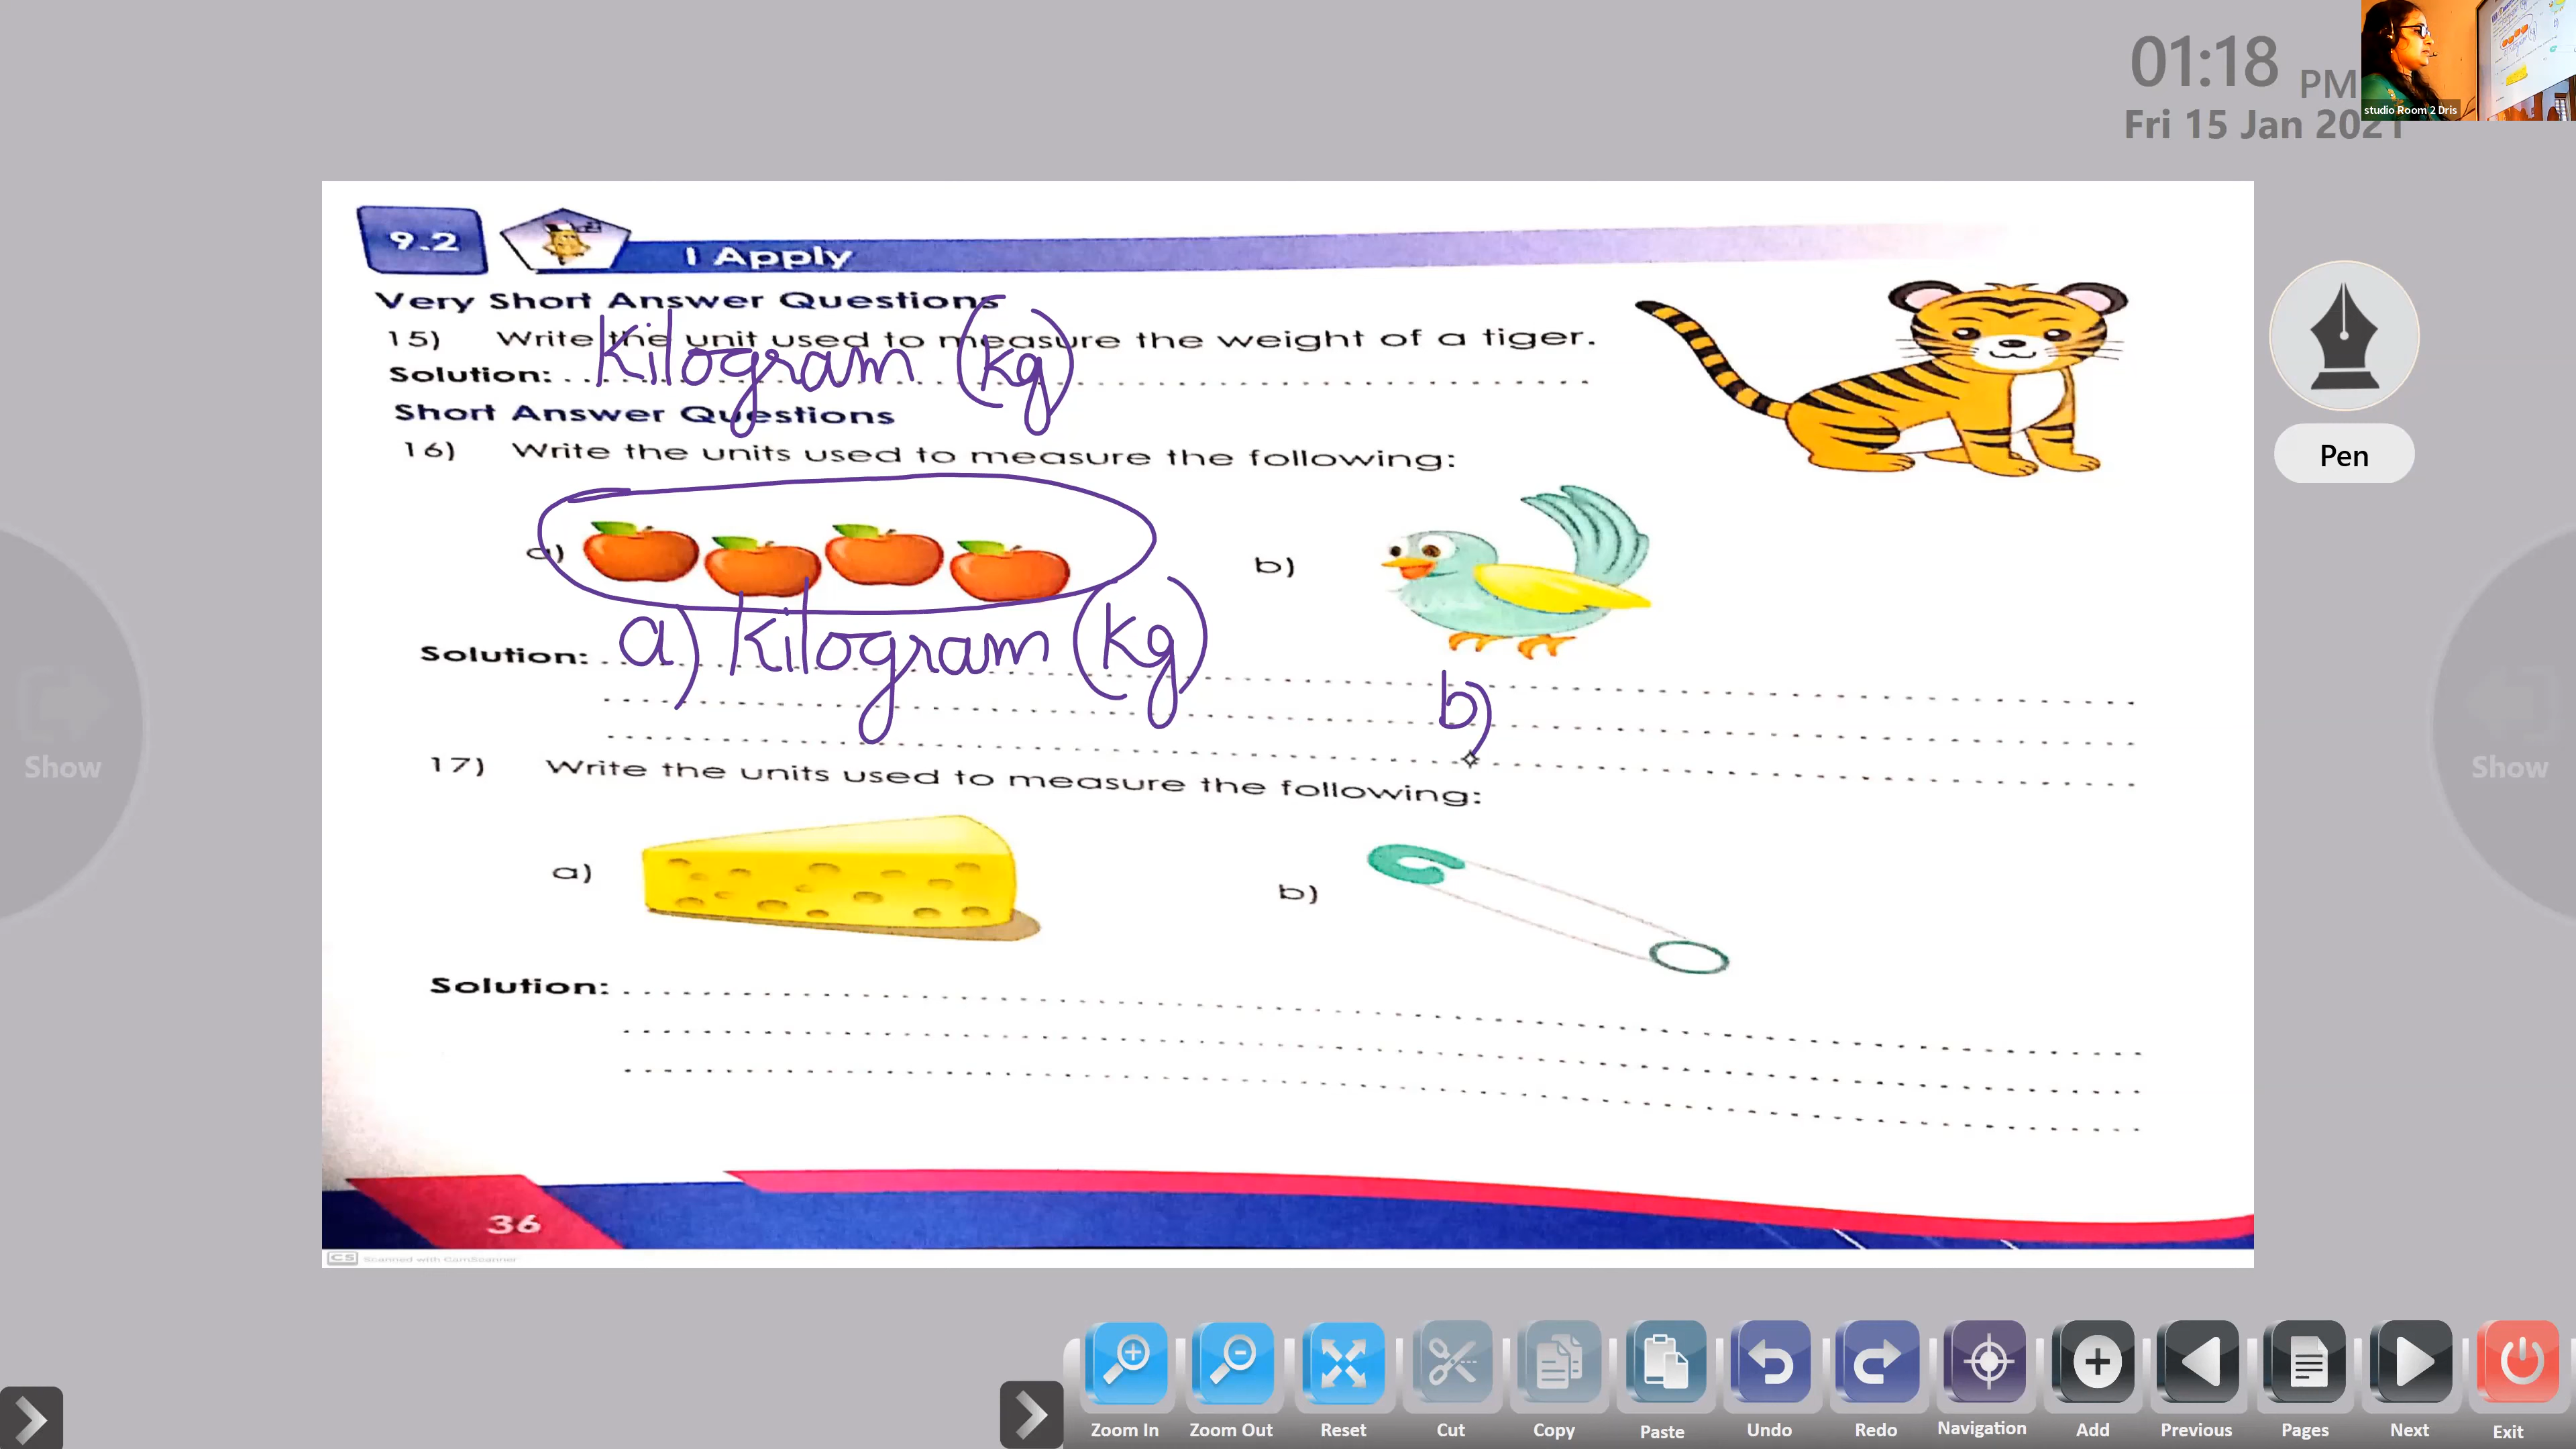 01:18 PM
Fri 15 Jan 2021
studio Room 2 Dris
9.2
I Apply
Very Short Answer Questions
15) Write the unit used to measure the weight of a tiger.
Solution: kilogram (kg)
Short Answer Questions
16) Write the units used to measure the following:
a) b)
Solution: a) kilogram (kg)
b)
17) Write the units used to measure the following:
a) b)
Solution:
36
CS Scanned with CamScanner
Pen
Show
Show
Zoom In Zoom Out Reset Cut Copy Paste Undo Redo Navigation Add Previous Pages Next Exit